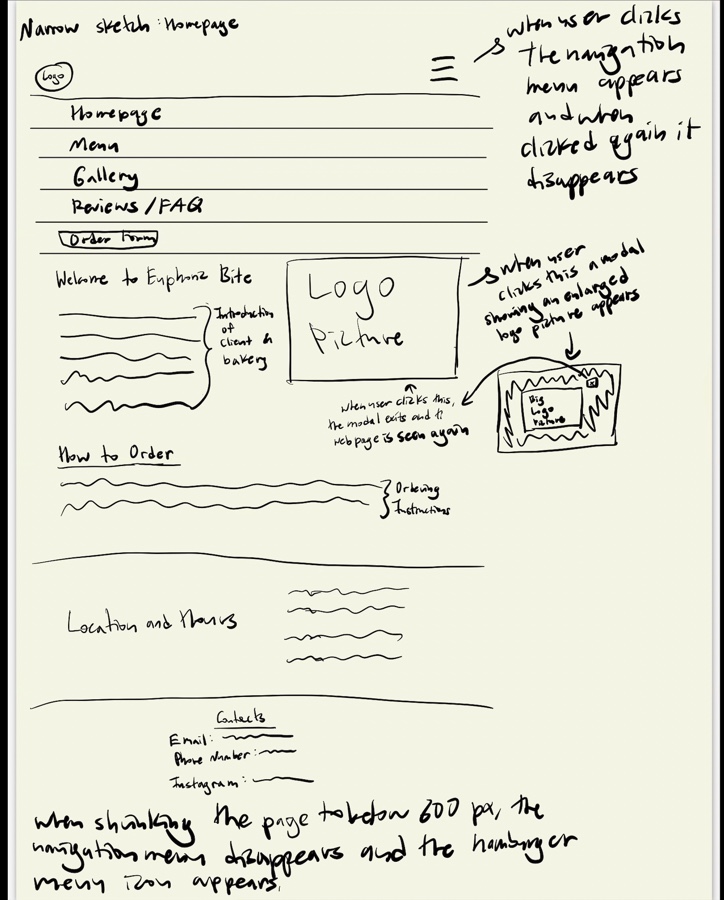 Narrow sketch: Homepage
Logo
when user clicks
the navigation
menu appears
and when
clicked again it
disappears
Homepage
Menu
Gallery
Reviews / FAQ
Order Form
Welcome to Euphoria Bite
Introduction
of
client &
bakery
Logo
Picture
when user
clicks this a modal
showing an enlarged
logo picture appears
Big
Logo
Picture
x
when user clicks this,
the modal exits and
webpage is seen again
How to Order
Ordering
Instructions
Location and Hours
Contacts
Email:
Phone Number:
Instagram:
when shrinking the page to below 600 px, the
navigation menu disappears and the hamburger
menu icon appears.